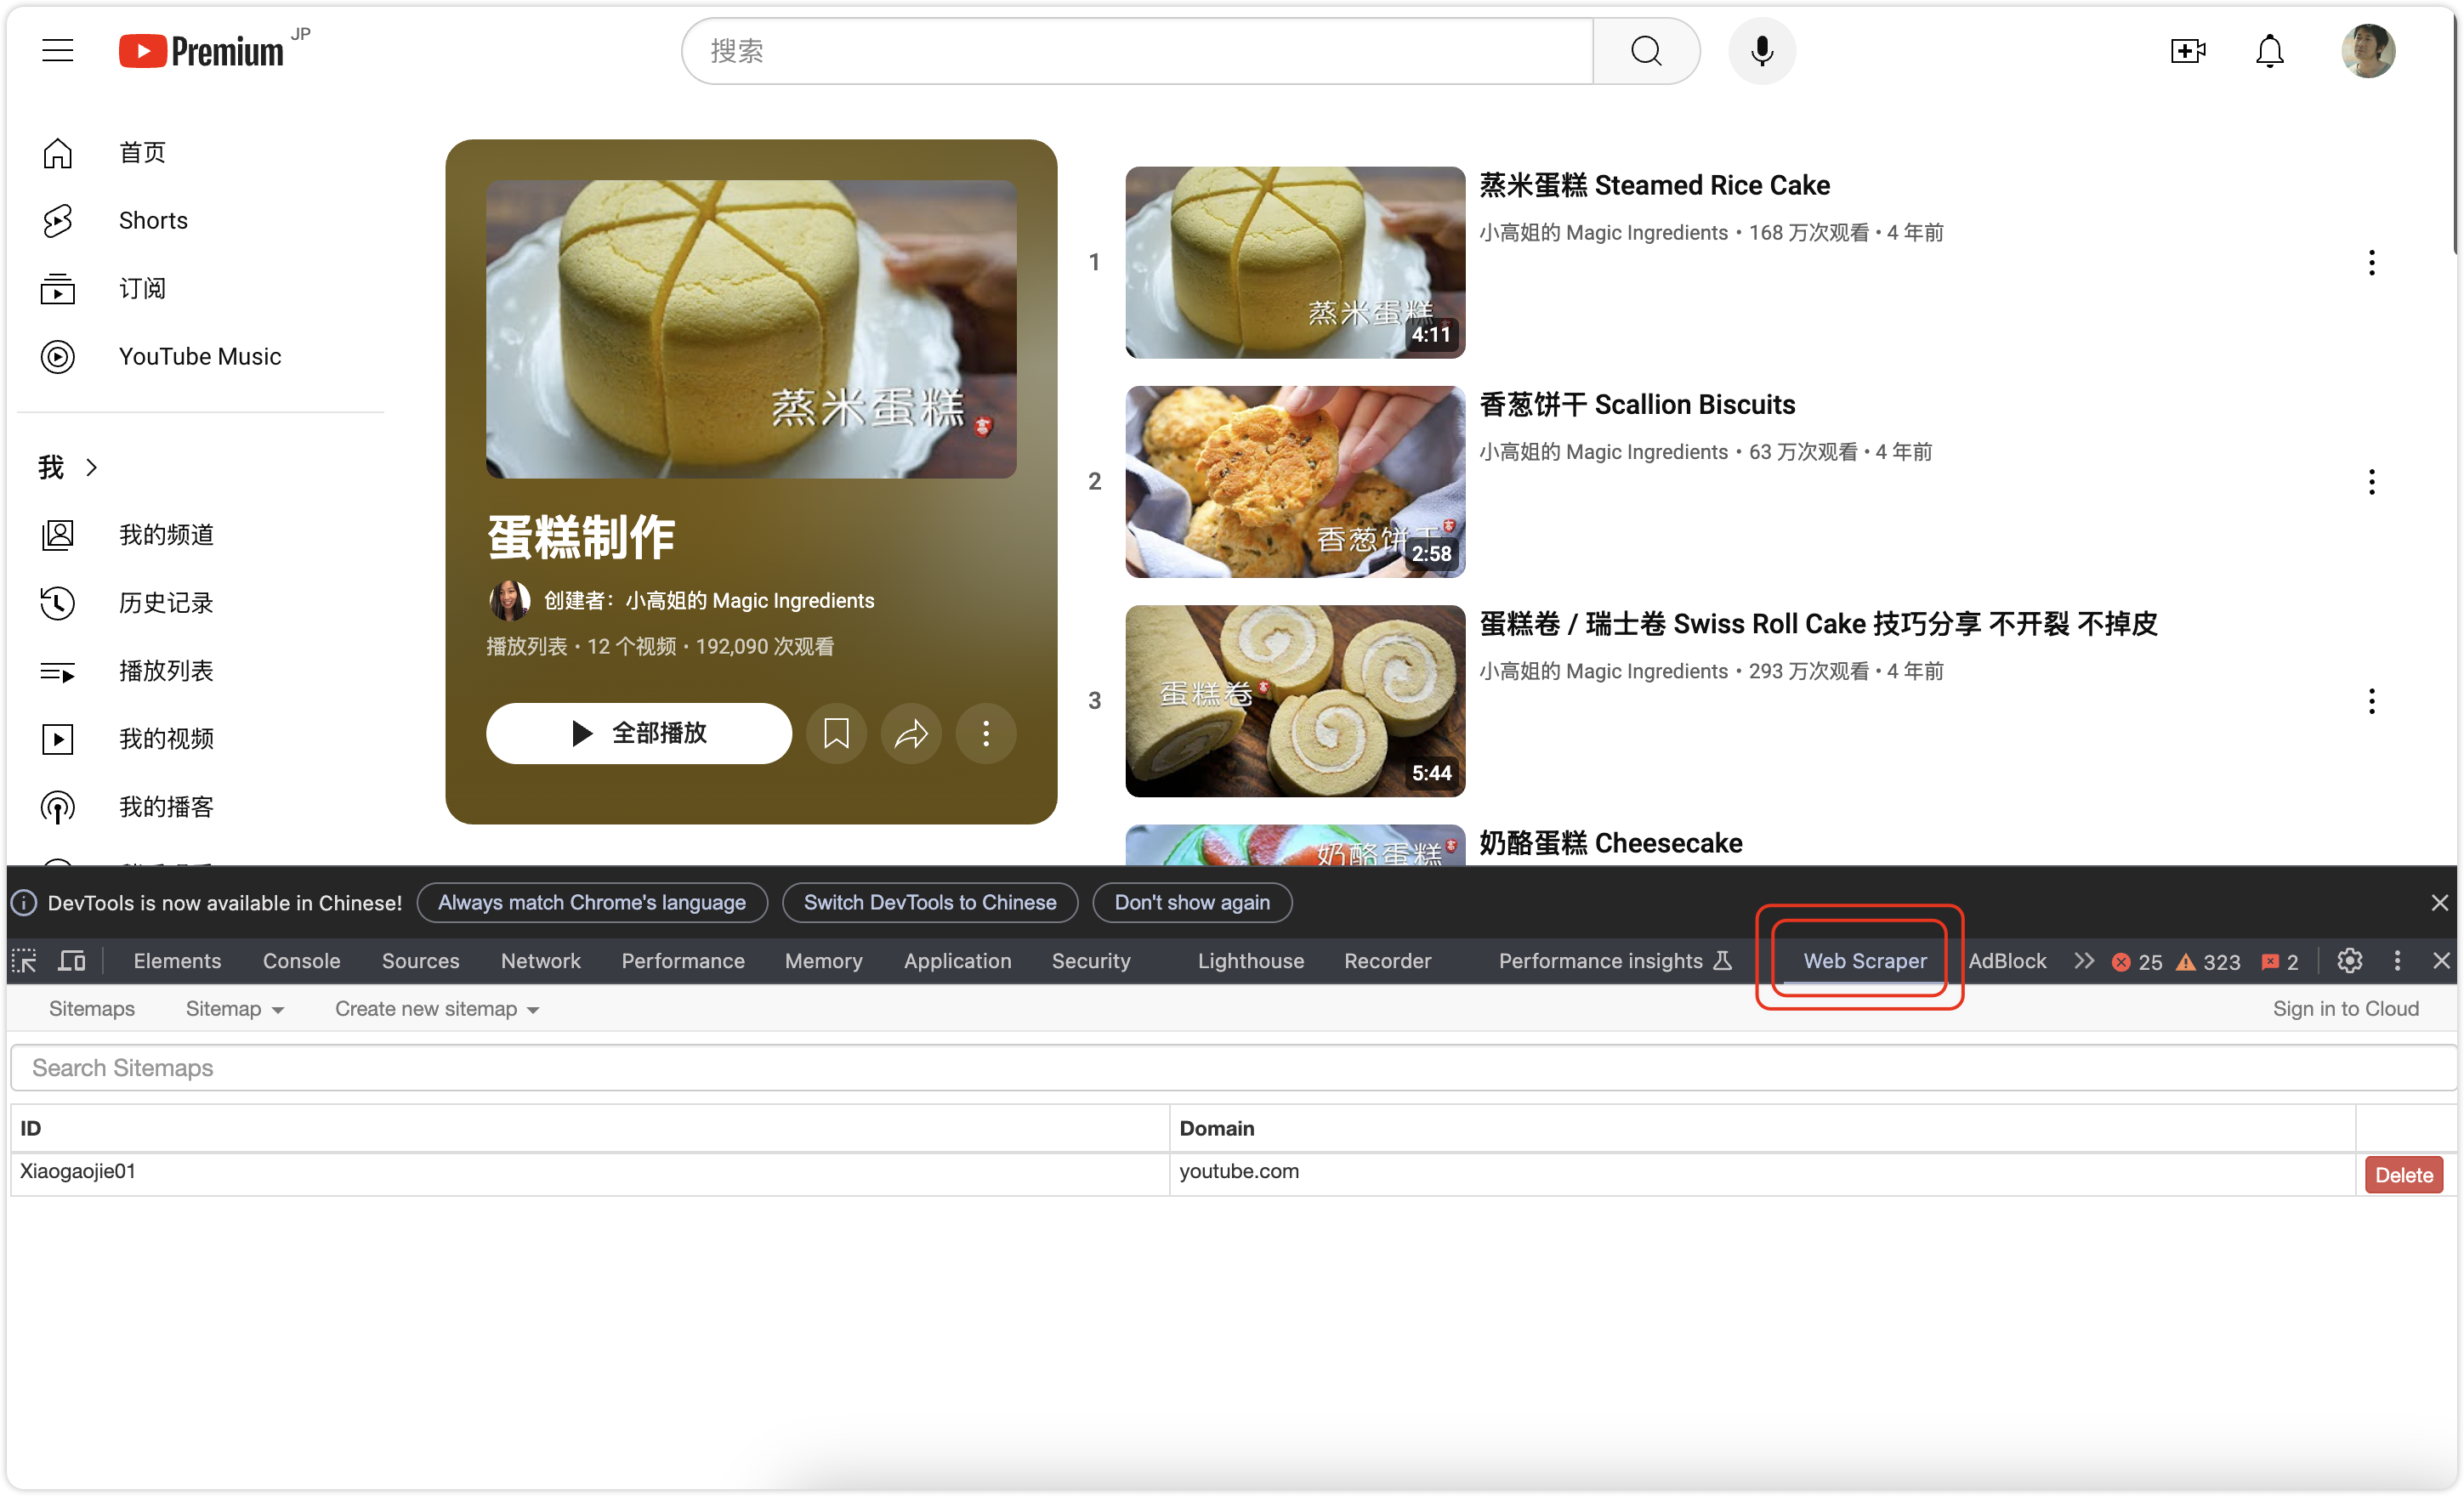 Premium JP
搜索
首页
Shorts
订阅
YouTube Music
我
我的频道
历史记录
播放列表
我的视频
我的播客
蒸米蛋糕
蛋糕制作
创建者：小高姐的 Magic Ingredients
播放列表 • 12 个视频 • 192,090 次观看
全部播放
1
蒸米蛋糕
4:11
蒸米蛋糕 Steamed Rice Cake
小高姐的 Magic Ingredients • 168 万次观看 • 4 年前
2
香葱饼干
2:58
香葱饼干 Scallion Biscuits
小高姐的 Magic Ingredients • 63 万次观看 • 4 年前
3
蛋糕卷
5:44
蛋糕卷 / 瑞士卷 Swiss Roll Cake 技巧分享 不开裂 不掉皮
小高姐的 Magic Ingredients • 293 万次观看 • 4 年前
奶酪蛋糕
奶酪蛋糕 Cheesecake
DevTools is now available in Chinese! Always match Chrome's language Switch DevTools to Chinese Don't show again
Elements Console Sources Network Performance Memory Application Security Lighthouse Recorder Performance insights Web Scraper AdBlock 25 323 2
Sitemaps Sitemap Create new sitemap Sign in to Cloud
Search Sitemaps
ID Domain
Xiaogaojie01 youtube.com Delete